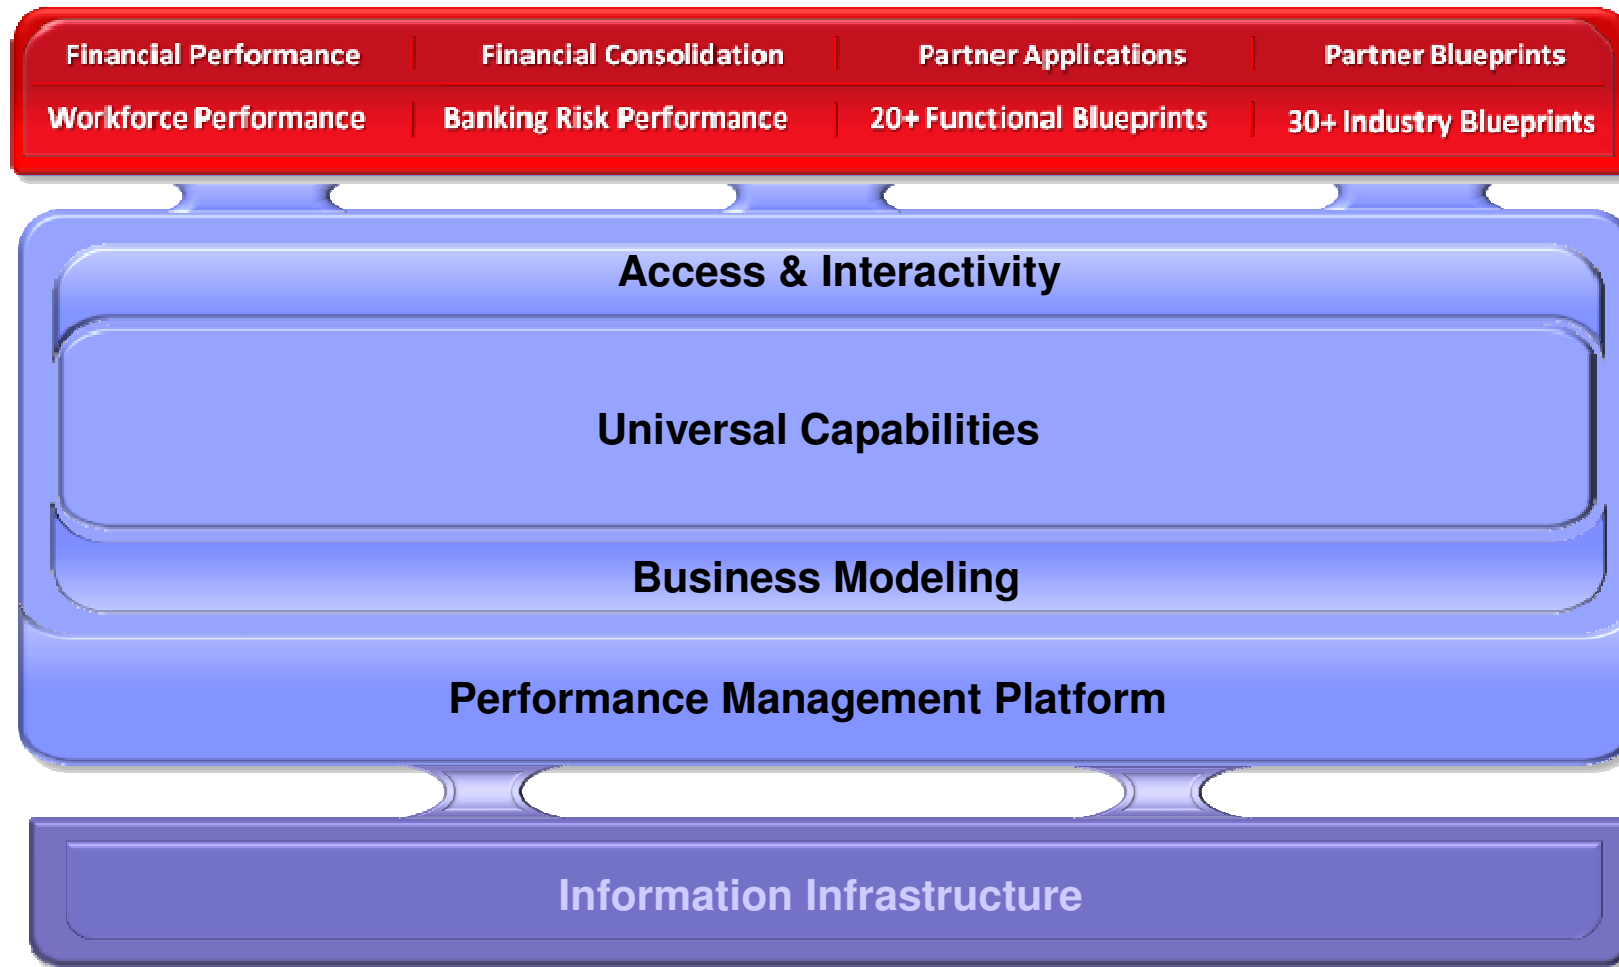 Financial Performance Financial Consolidation Partner Applications Partner Blueprints
Workforce Performance Banking Risk Performance 20+ Functional Blueprints 30+ Industry Blueprints
Access & Interactivity
Universal Capabilities
Business Modeling
Performance Management Platform
Information Infrastructure